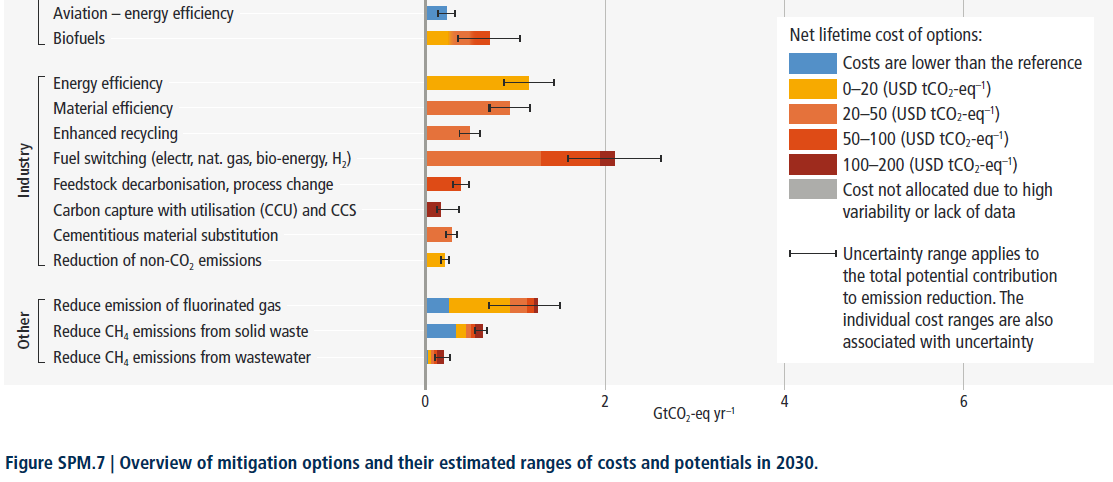 Aviation – energy efficiency
Biofuels
Industry
Energy efficiency
Material efficiency
Enhanced recycling
Fuel switching (electr, nat. gas, bio-energy, H₂)
Feedstock decarbonisation, process change
Carbon capture with utilisation (CCU) and CCS
Cementitious material substitution
Reduction of non-CO₂ emissions
Other
Reduce emission of fluorinated gas
Reduce CH₄ emissions from solid waste
Reduce CH₄ emissions from wastewater
0 2 4 6
GtCO₂-eq yr⁻¹
Net lifetime cost of options:
Costs are lower than the reference
0–20 (USD tCO₂-eq⁻¹)
20–50 (USD tCO₂-eq⁻¹)
50–100 (USD tCO₂-eq⁻¹)
100–200 (USD tCO₂-eq⁻¹)
Cost not allocated due to high
variability or lack of data
Uncertainty range applies to
the total potential contribution
to emission reduction. The
individual cost ranges are also
associated with uncertainty
Figure SPM.7 | Overview of mitigation options and their estimated ranges of costs and potentials in 2030.